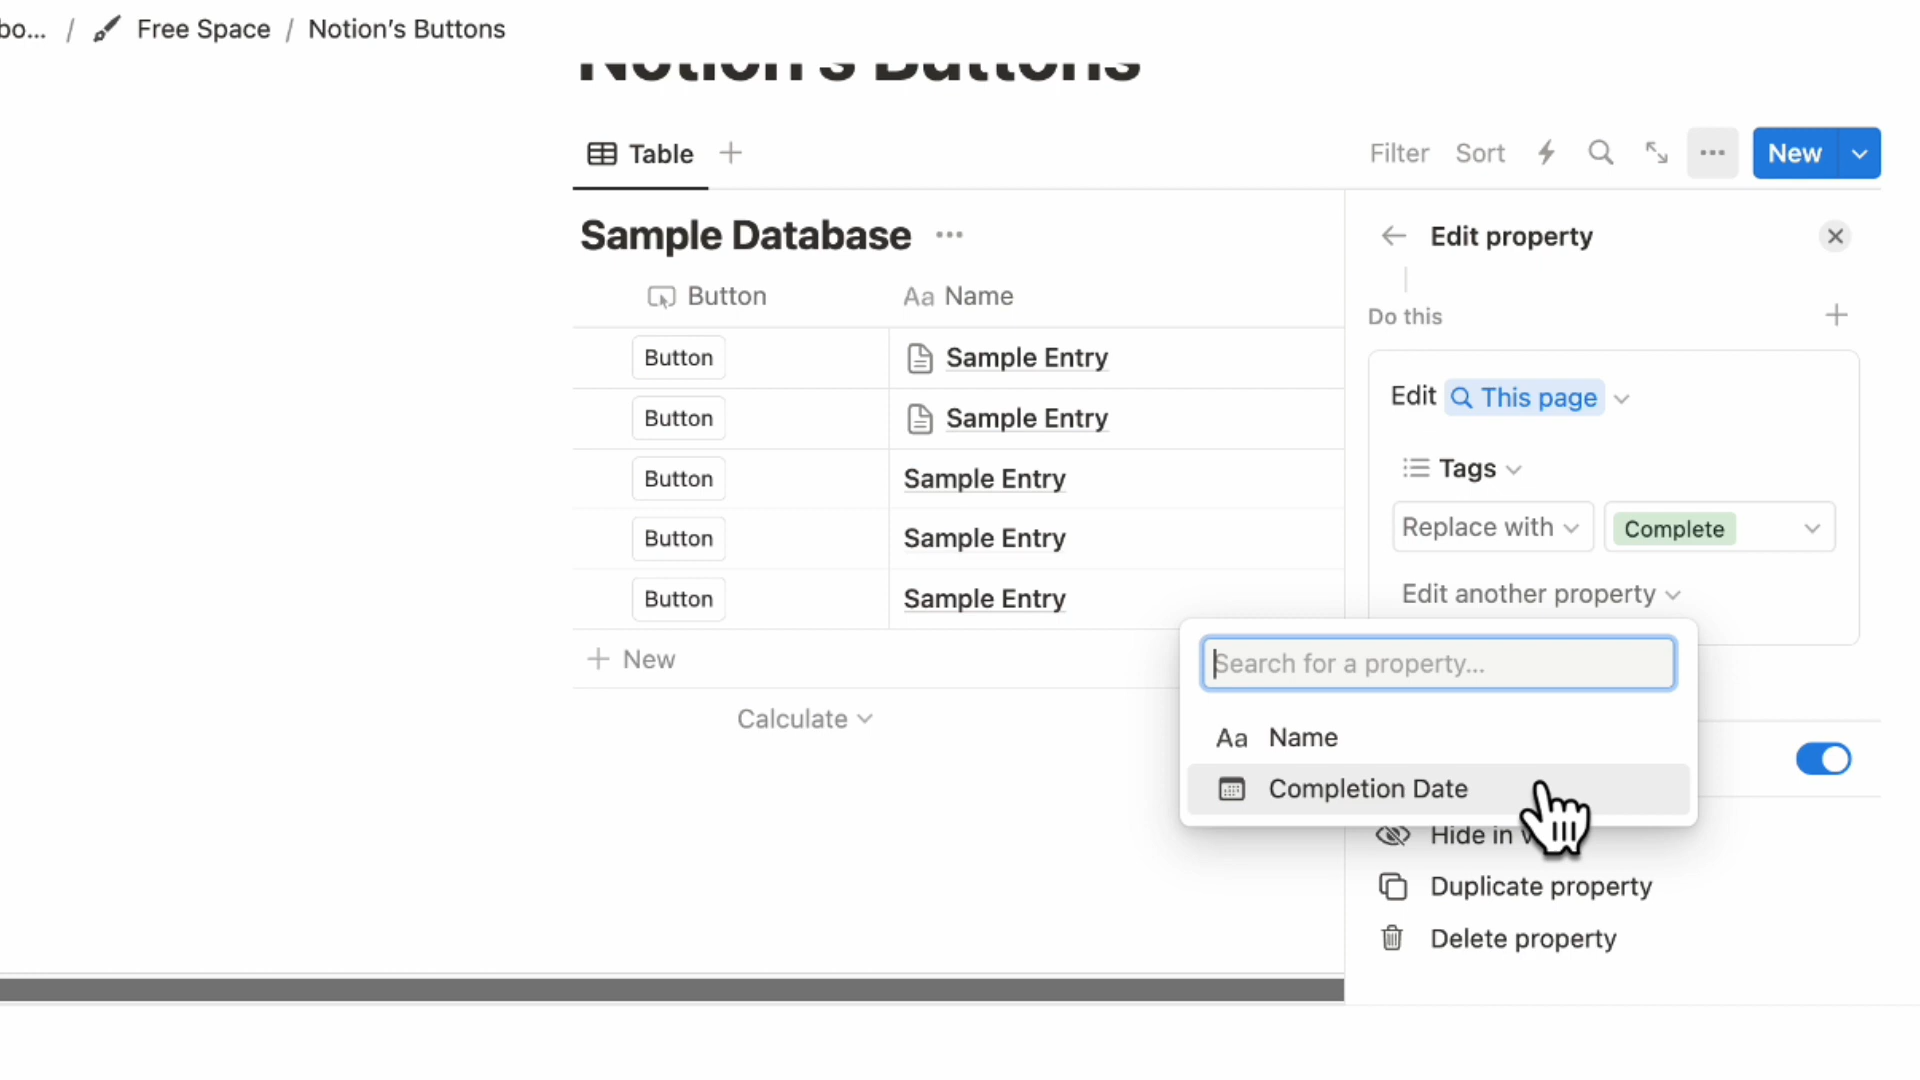 bo... / Free Space / Notion's Buttons
Notion's Buttons
Table
Filter Sort New
Sample Database
Button Aa Name
Button Sample Entry
Button Sample Entry
Button Sample Entry
Button Sample Entry
Button Sample Entry
New
Calculate
Edit property
Do this
Edit This page
Tags
Replace with Complete
Edit another property
Search for a property...
Aa Name
Completion Date
Hide in
Duplicate property
Delete property